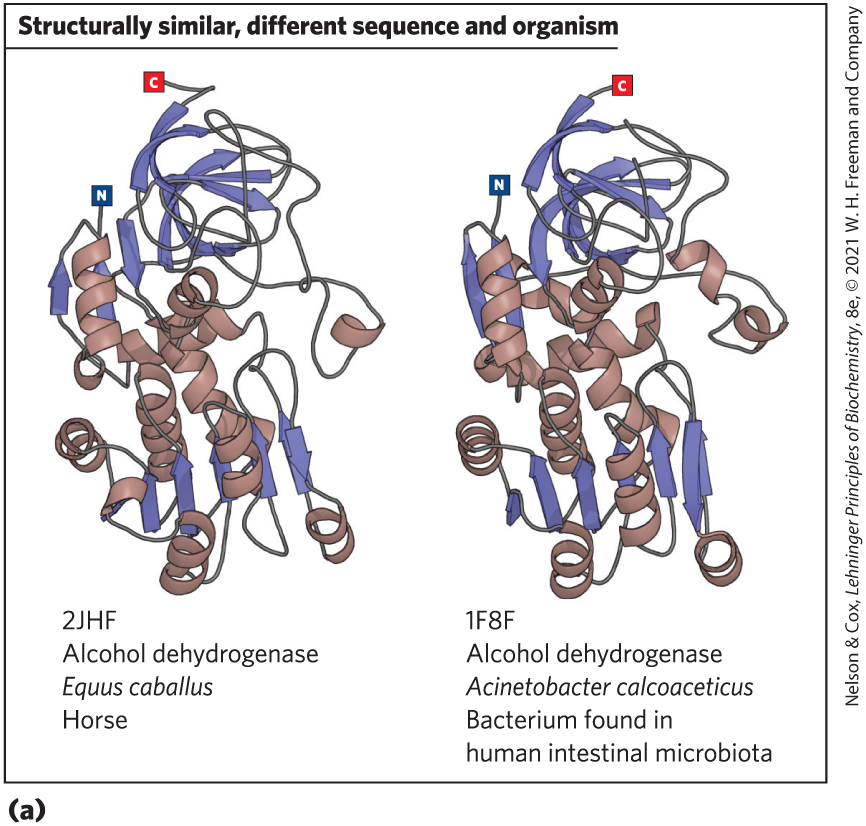 Structurally similar, different sequence and organism
C
C
N
N
2JHF
Alcohol dehydrogenase
Equus caballus
Horse
1F8F
Alcohol dehydrogenase
Acinetobacter calcoaceticus
Bacterium found in
human intestinal microbiota
(a)
Nelson & Cox, Lehninger Principles of Biochemistry, 8e, © 2021 W. H. Freeman and Company